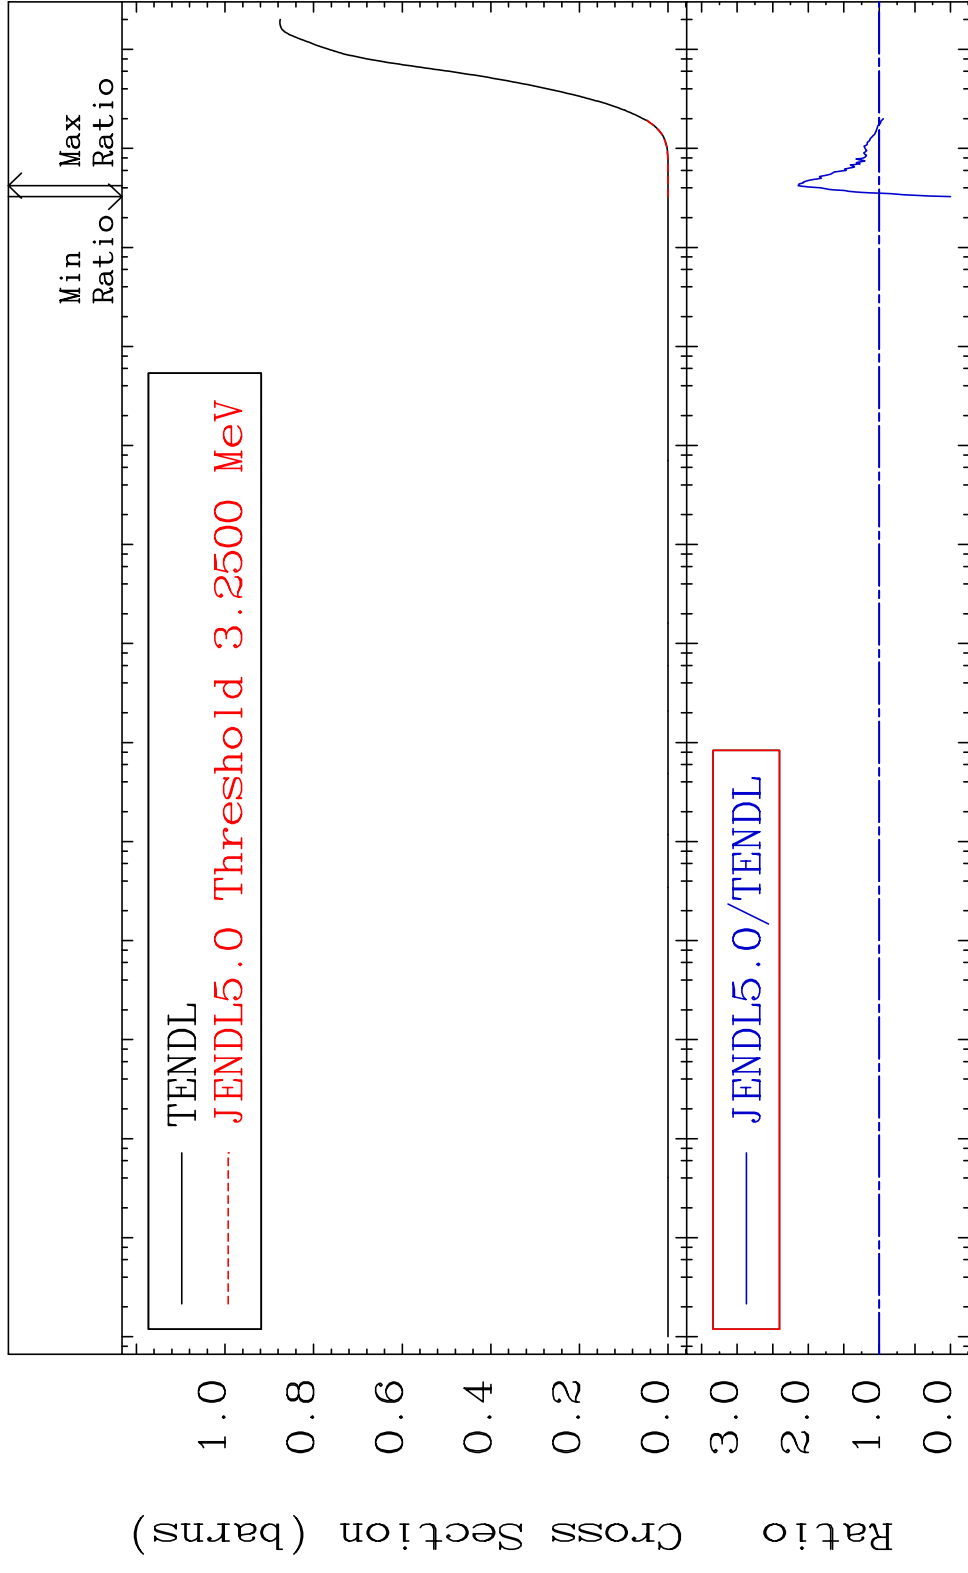 Max
Ratio
Min
Ratio
TENDL
JENDL5.0 Threshold 3.2500 MeV
1.0
0.8
0.6
0.4
0.2
0.0
Cross Section (barns)
JENDL5.0/TENDL
3.0
2.0
1.0
0.0
Ratio